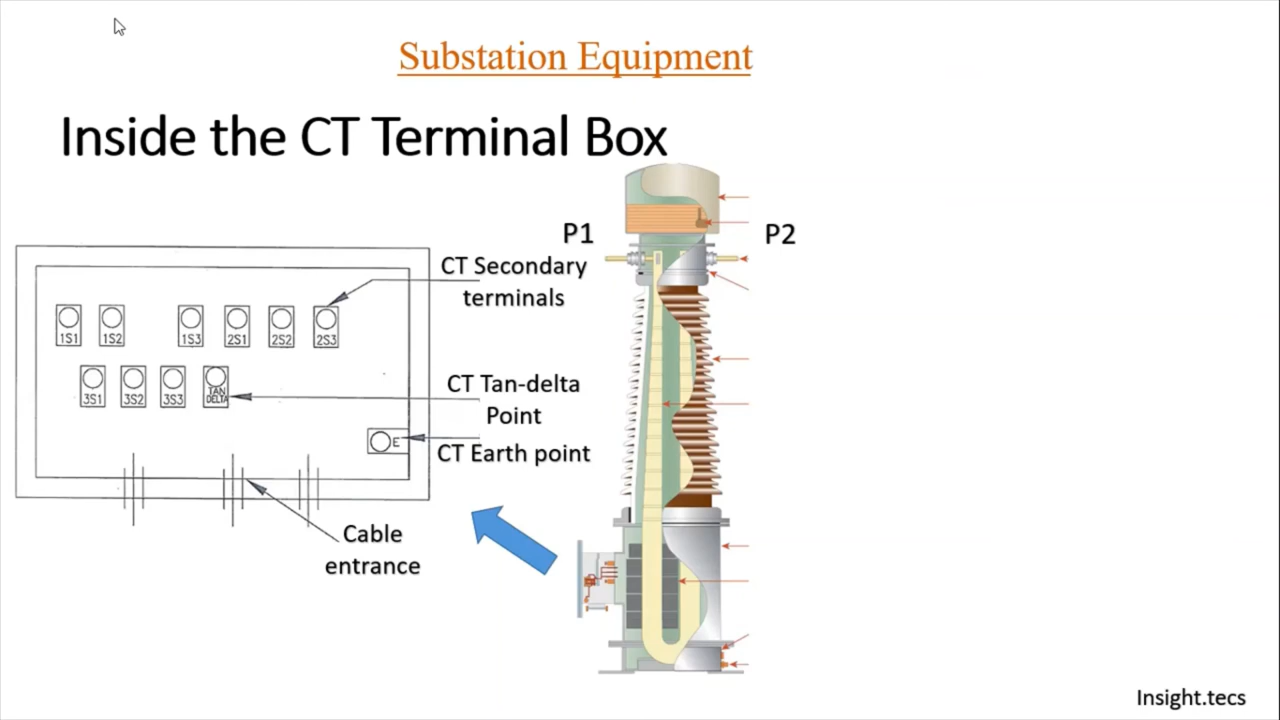 Substation Equipment
Inside the CT Terminal Box
P1
P2
CT Secondary
terminals
1S1
1S2
1S3
2S1
2S2
2S3
CT Tan-delta
Point
3S1
3S2
3S3
TAN
DELTA
E
CT Earth point
Cable
entrance
Insight.tecs